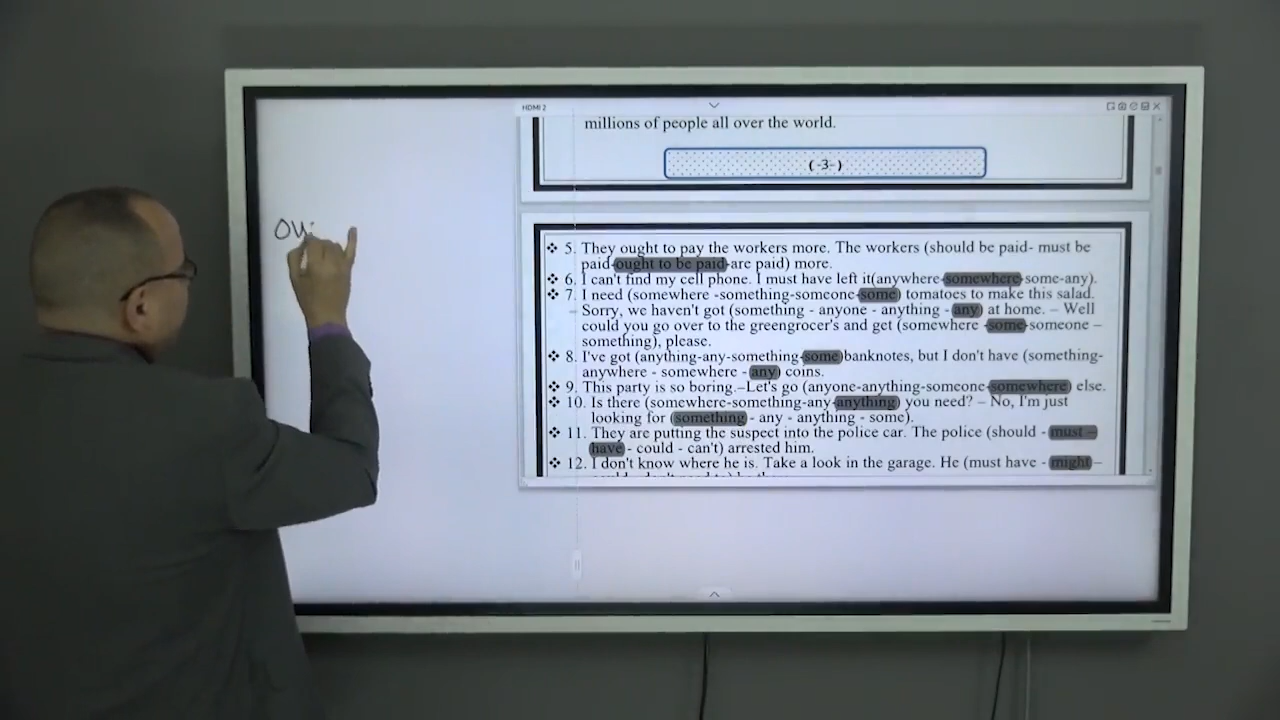 HDMI 2
millions of people all over the world.
( -3- )
ou
❖ 5. They ought to pay the workers more. The workers (should be paid- must be
paid-ought to be paid-are paid) more.
❖ 6. I can't find my cell phone. I must have left it(anywhere-somewhere-some-any).
❖ 7. I need (somewhere -something-someone-some) tomatoes to make this salad.
– Sorry, we haven't got (something - anyone - anything - any) at home. – Well
could you go over to the greengrocer's and get (somewhere -some-someone –
something), please.
❖ 8. I've got (anything-any-something-some)banknotes, but I don't have (something-
anywhere - somewhere - any) coins.
❖ 9. This party is so boring.–Let's go (anyone-anything-someone-somewhere) else.
❖ 10. Is there (somewhere-something-any-anything) you need? – No, I'm just
looking for (something - any - anything - some).
❖ 11. They are putting the suspect into the police car. The police (should - must –
have - could - can't) arrested him.
❖ 12. I don't know where he is. Take a look in the garage. He (must have - might –